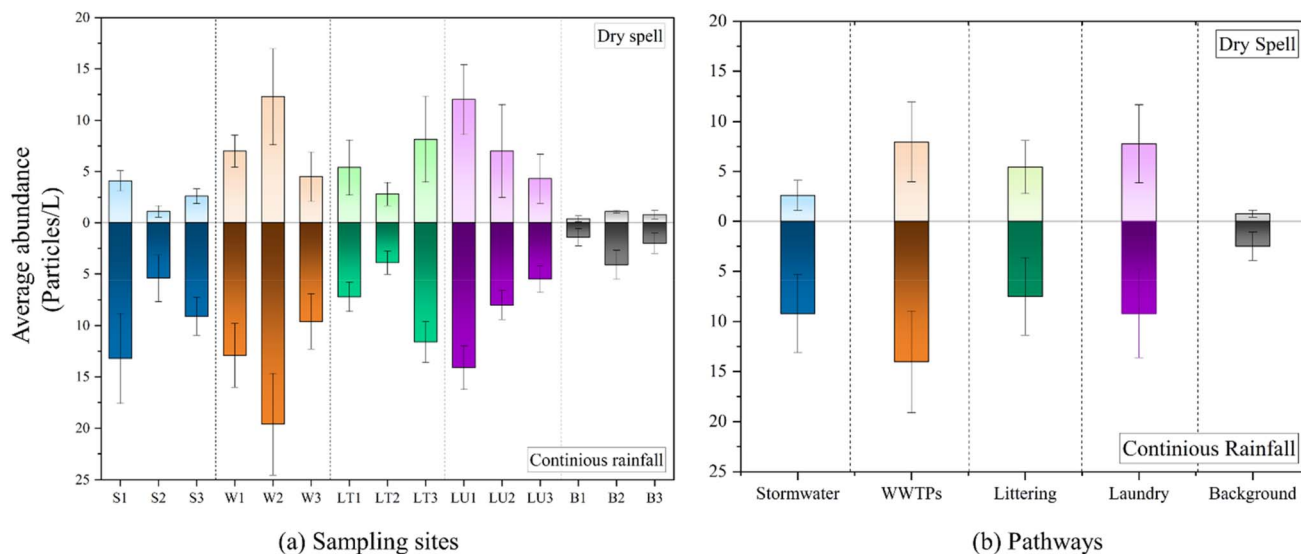 20
15
10
5
0
5
10
15
20
25
Average abundance
(Particles/L)
Dry spell
Continious rainfall
S1 S2 S3 W1 W2 W3 LT1 LT2 LT3 LU1 LU2 LU3 B1 B2 B3
(a) Sampling sites
20
15
10
5
0
5
10
15
20
25
Dry Spell
Continious Rainfall
Stormwater WWTPs Littering Laundry Background
(b) Pathways